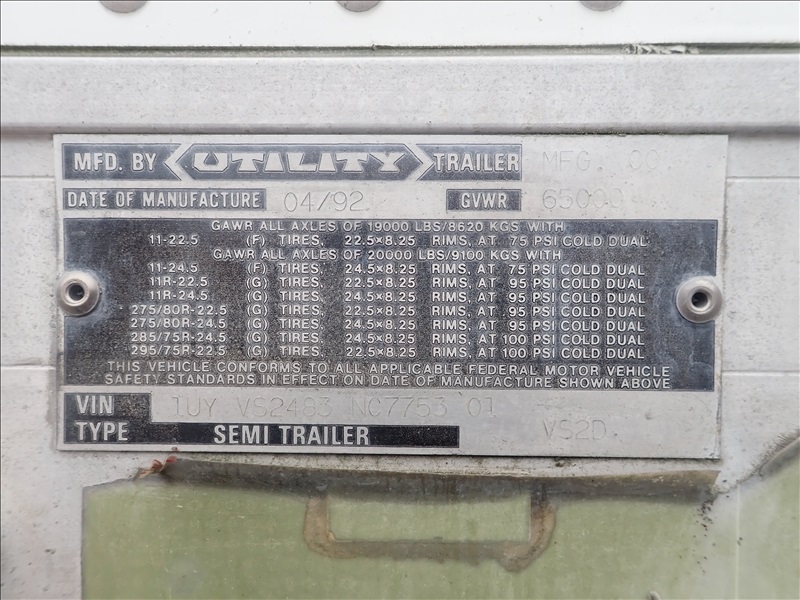 MFD. BY UTILITY TRAILER MFG. CO.
DATE OF MANUFACTURE 04/92 GVWR 65000
GAWR ALL AXLES OF 19000 LBS/8620 KGS WITH
11-22.5 (F) TIRES, 22.5x8.25 RIMS, AT 75 PSI COLD DUAL
GAWR ALL AXLES OF 20000 LBS/9100 KGS WITH
11-24.5 (F) TIRES, 24.5x8.25 RIMS, AT 75 PSI COLD DUAL
11R-22.5 (G) TIRES, 22.5x8.25 RIMS, AT 95 PSI COLD DUAL
11R-24.5 (G) TIRES, 24.5x8.25 RIMS, AT 95 PSI COLD DUAL
275/80R-22.5 (G) TIRES, 22.5x8.25 RIMS, AT 95 PSI COLD DUAL
275/80R-24.5 (G) TIRES, 24.5x8.25 RIMS, AT 95 PSI COLD DUAL
285/75R-24.5 (G) TIRES, 24.5x8.25 RIMS, AT 100 PSI COLD DUAL
295/75R-22.5 (G) TIRES, 22.5x8.25 RIMS, AT 100 PSI COLD DUAL
THIS VEHICLE CONFORMS TO ALL APPLICABLE FEDERAL MOTOR VEHICLE
SAFETY STANDARDS IN EFFECT ON DATE OF MANUFACTURE SHOWN ABOVE
VIN 1UY VS2483 NC7753 01
TYPE SEMI TRAILER VS2D